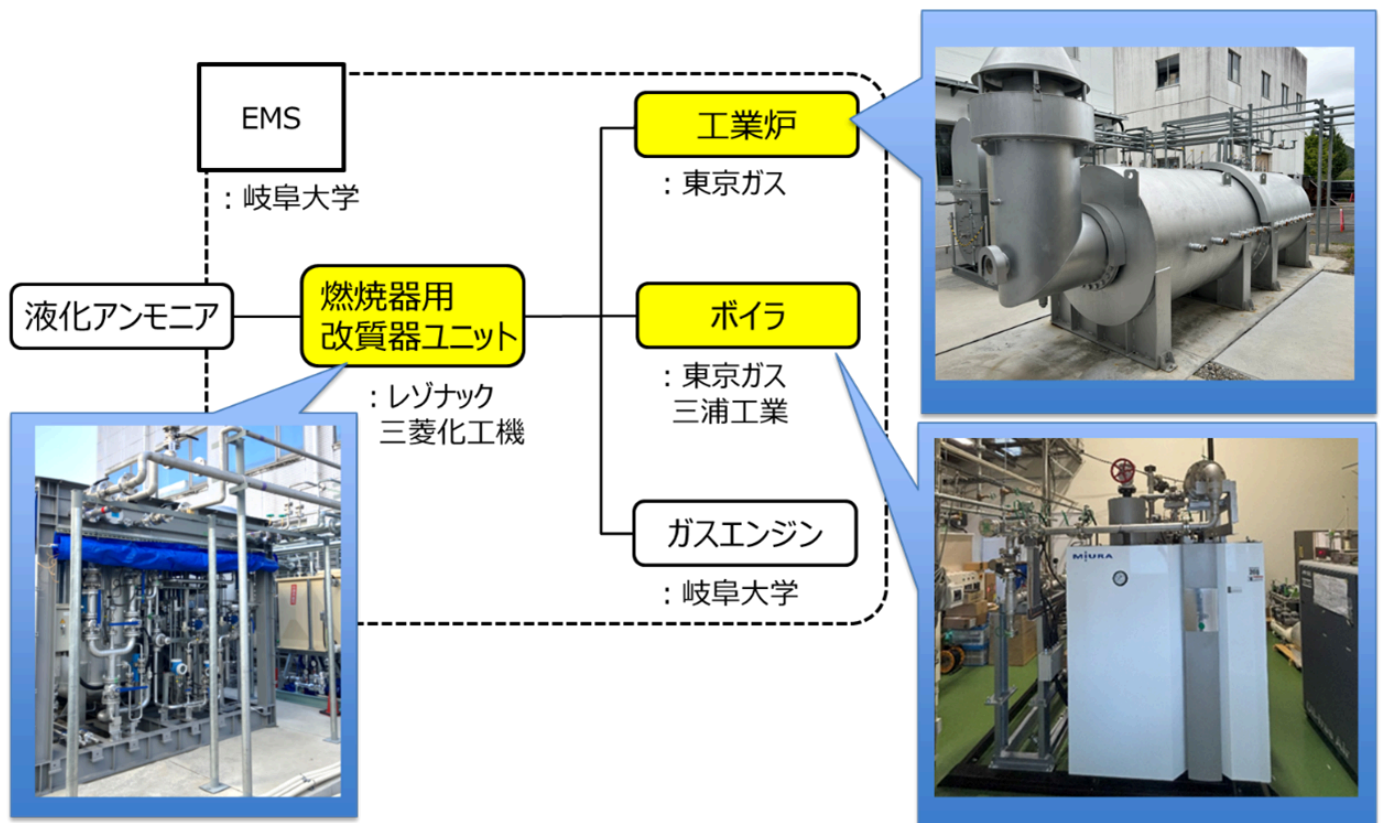 EMS
：岐阜大学
液化アンモニア
燃焼器用
改質器ユニット
：レゾナック
三菱化工機
工業炉
：東京ガス
ボイラ
：東京ガス
三浦工業
ガスエンジン
：岐阜大学
MIURA